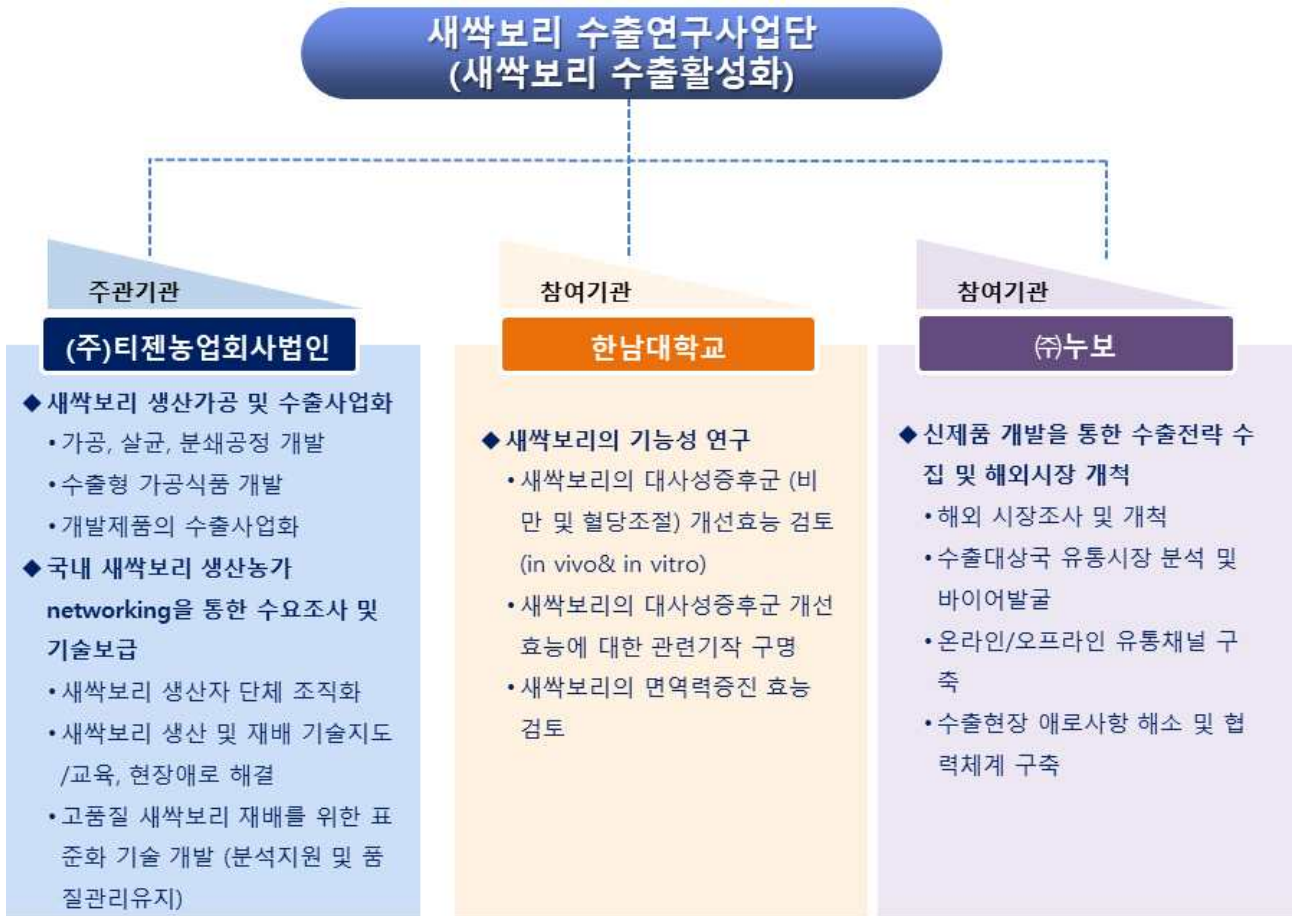 새싹보리 수출연구사업단
(새싹보리 수출활성화)
주관기관
(주)티젠농업회사법인
◆ 새싹보리 생산가공 및 수출사업화
• 가공, 살균, 분쇄공정 개발
• 수출형 가공식품 개발
• 개발제품의 수출사업화
◆ 국내 새싹보리 생산농가
networking을 통한 수요조사 및
기술보급
• 새싹보리 생산자 단체 조직화
• 새싹보리 생산 및 재배 기술지도
/교육, 현장애로 해결
• 고품질 새싹보리 재배를 위한 표
준화 기술 개발 (분석지원 및 품
질관리유지)
참여기관
한남대학교
◆ 새싹보리의 기능성 연구
• 새싹보리의 대사성증후군 (비
만 및 혈당조절) 개선효능 검토
(in vivo& in vitro)
• 새싹보리의 대사성증후군 개선
효능에 대한 관련기작 구명
• 새싹보리의 면역력증진 효능
검토
참여기관
㈜누보
◆ 신제품 개발을 통한 수출전략 수
집 및 해외시장 개척
• 해외 시장조사 및 개척
• 수출대상국 유통시장 분석 및
바이어발굴
• 온라인/오프라인 유통채널 구
축
• 수출현장 애로사항 해소 및 협
력체계 구축